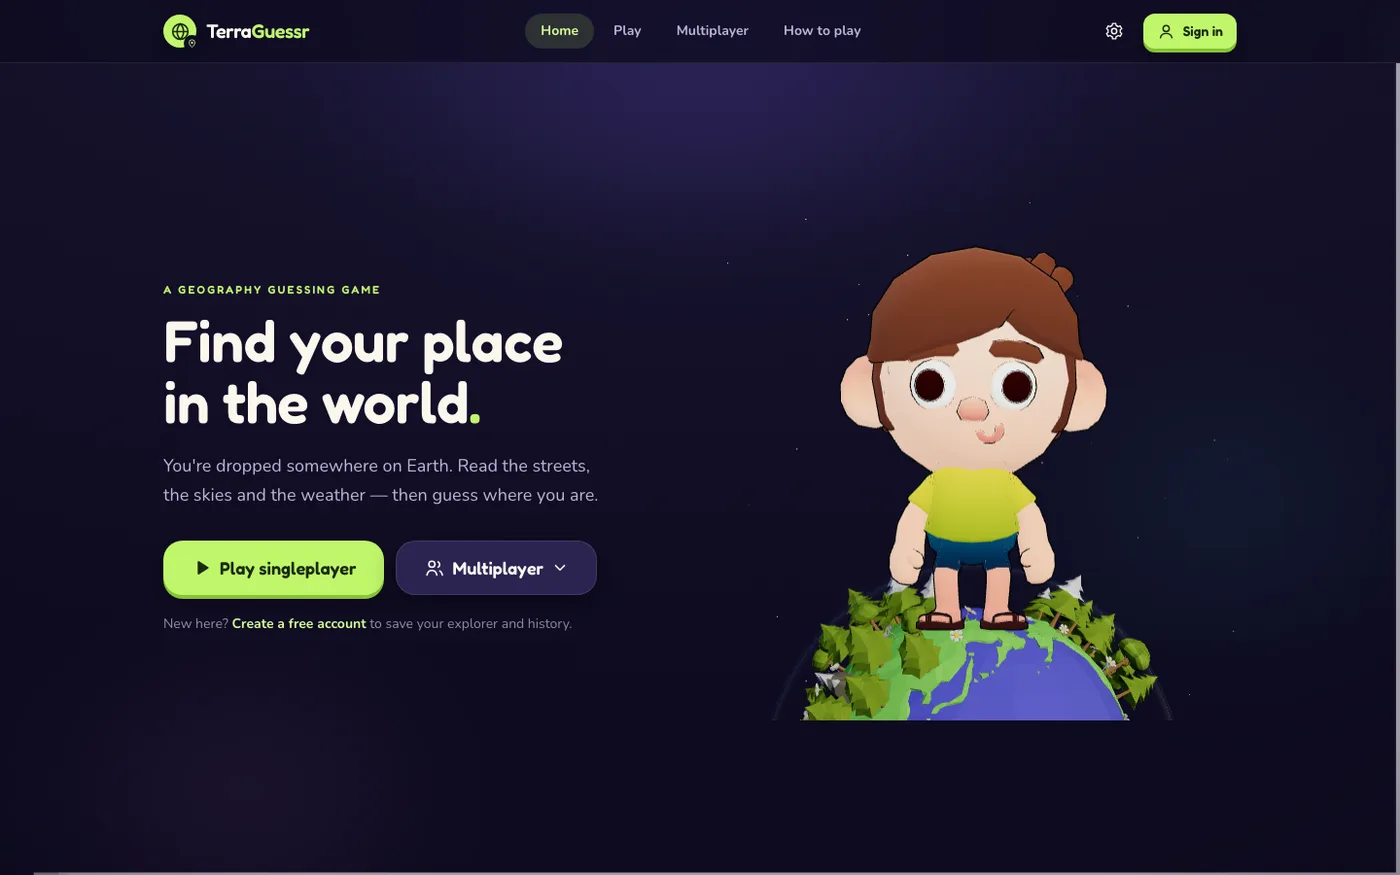 TerraGuessr
Home
Play
Multiplayer
How to play
Sign in
A GEOGRAPHY GUESSING GAME
Find your place
in the world.
You're dropped somewhere on Earth. Read the streets,
the skies and the weather — then guess where you are.
Play singleplayer
Multiplayer
New here? Create a free account to save your explorer and history.